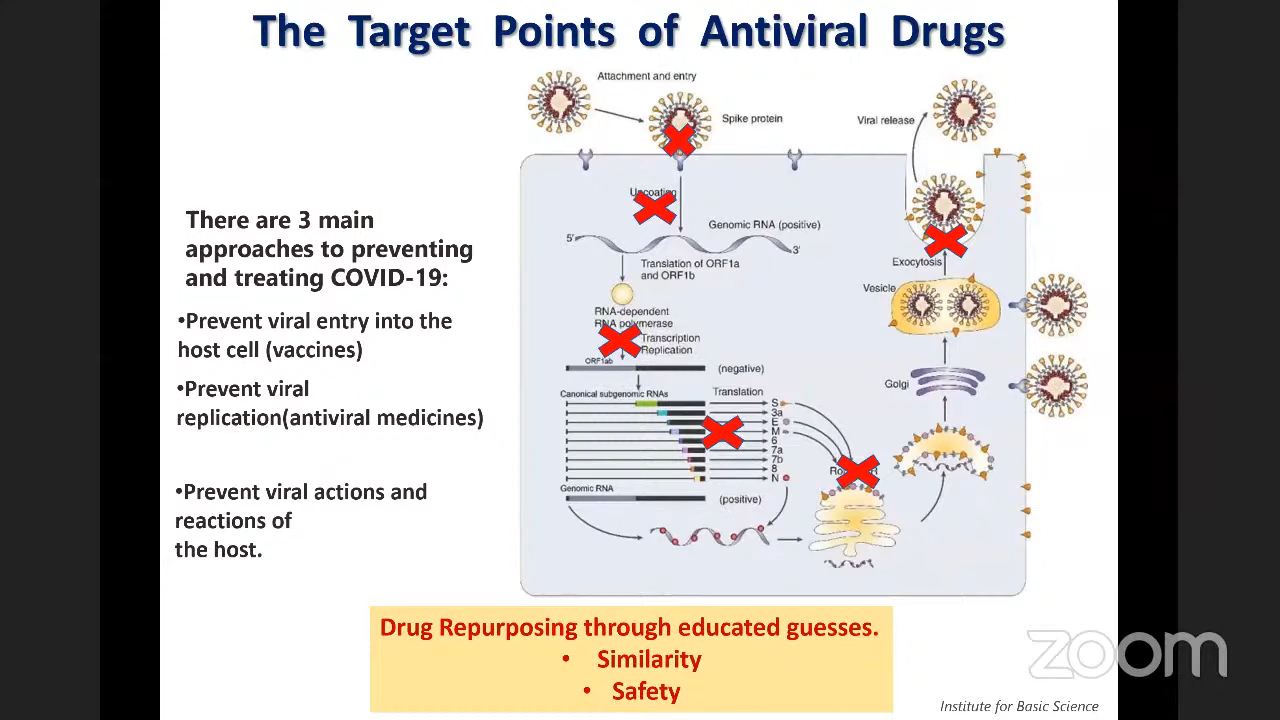 The Target Points of Antiviral Drugs
There are 3 main
approaches to preventing
and treating COVID-19:
•Prevent viral entry into the
host cell (vaccines)
•Prevent viral
replication(antiviral medicines)
•Prevent viral actions and
reactions of
the host.
Attachment and entry
Spike protein
Uncoating
Genomic RNA (positive)
5'
3'
Translation of ORF1a
and ORF1b
RNA-dependent
RNA polymerase
Transcription
Replication
ORF1ab
(negative)
Canonical subgenomic RNAs
Translation
S
3a
E
M
6
7a
7b
8
N
Genomic RNA
(positive)
Viral release
Exocytosis
Vesicle
Golgi
Drug Repurposing through educated guesses.
• Similarity
• Safety
zoom
Institute for Basic Science